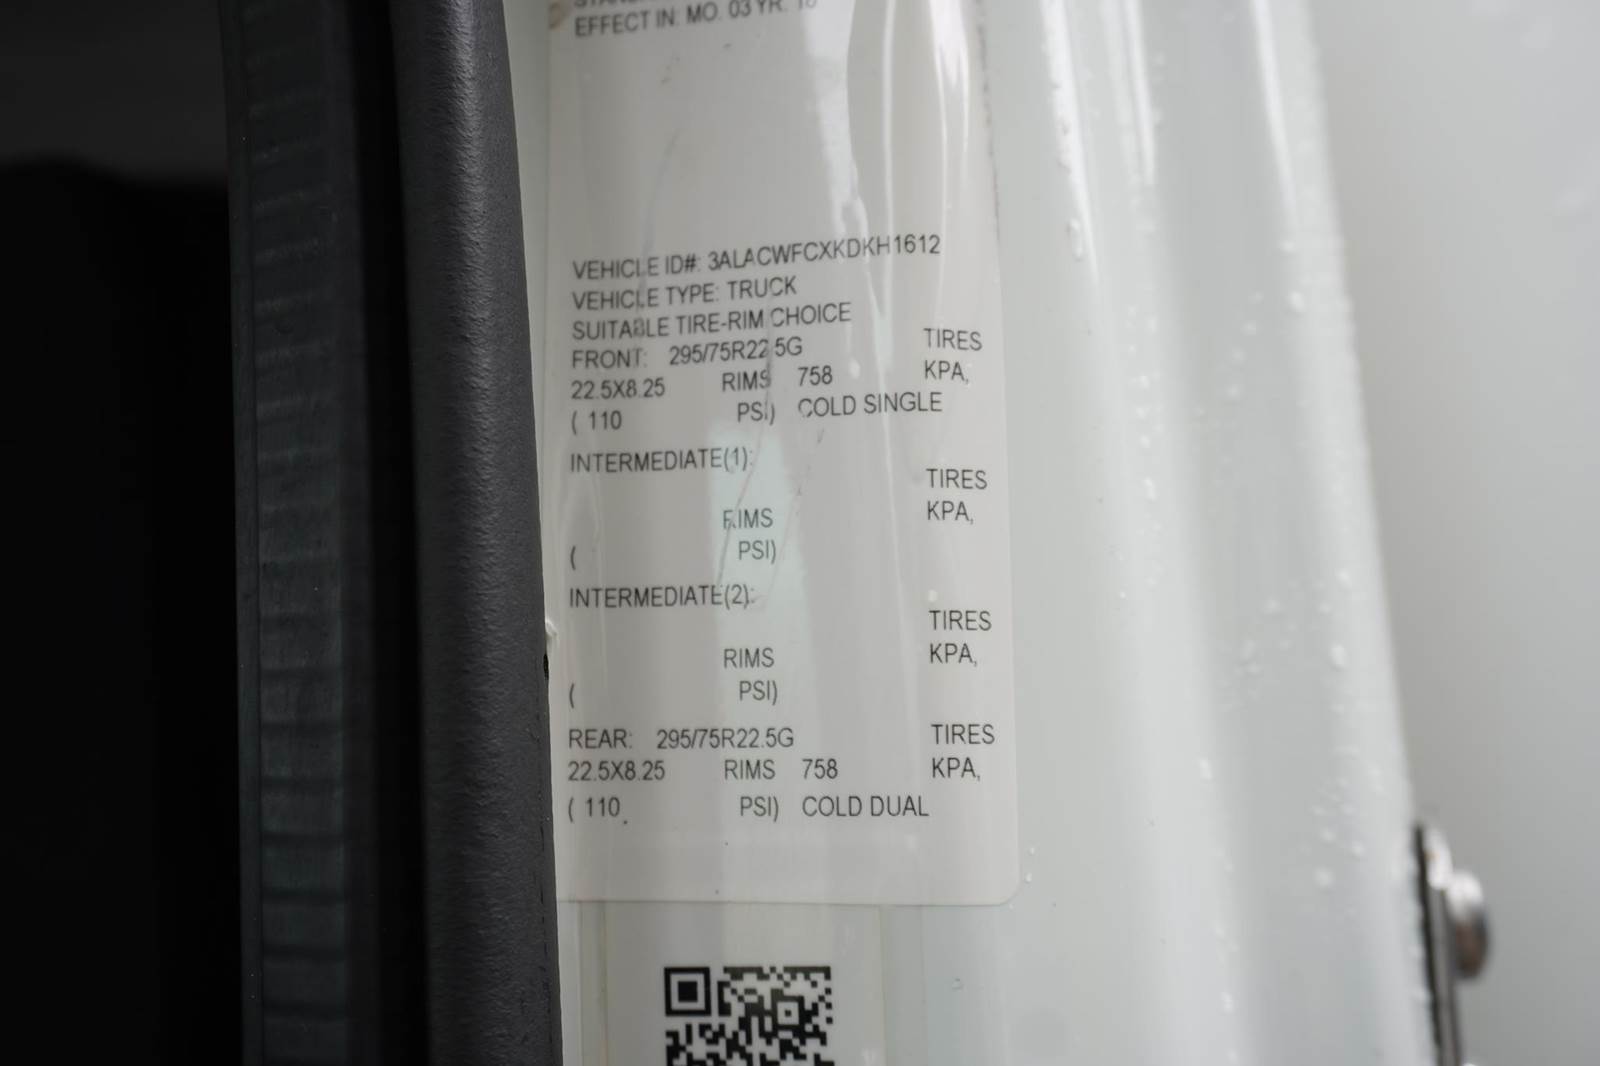 EFFECT IN: MO. 03 YR. 18
VEHICLE ID#: 3ALACWFCXKDKH1612
VEHICLE TYPE: TRUCK
SUITABLE TIRE-RIM CHOICE
FRONT: 295/75R22.5G TIRES
22.5X8.25 RIMS 758 KPA,
( 110 PSI) COLD SINGLE
INTERMEDIATE(1):
TIRES
RIMS KPA,
( PSI)
INTERMEDIATE(2):
TIRES
RIMS KPA,
( PSI)
REAR: 295/75R22.5G TIRES
22.5X8.25 RIMS 758 KPA,
( 110 PSI) COLD DUAL